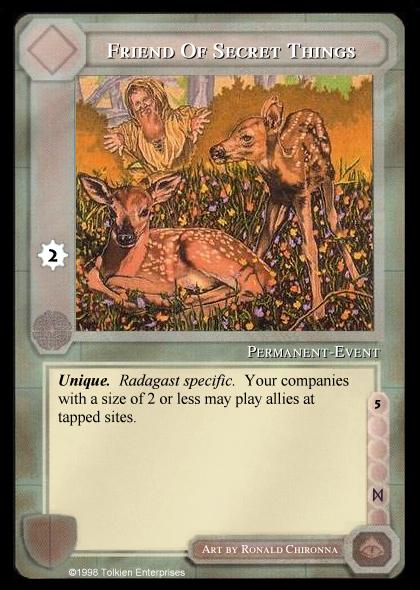 FRIEND OF SECRET THINGS
2
PERMANENT-EVENT
Unique. Radagast specific. Your companies
with a size of 2 or less may play allies at
tapped sites.
5
ᛞ
ART BY RONALD CHIRONNA
©1998 Tolkien Enterprises